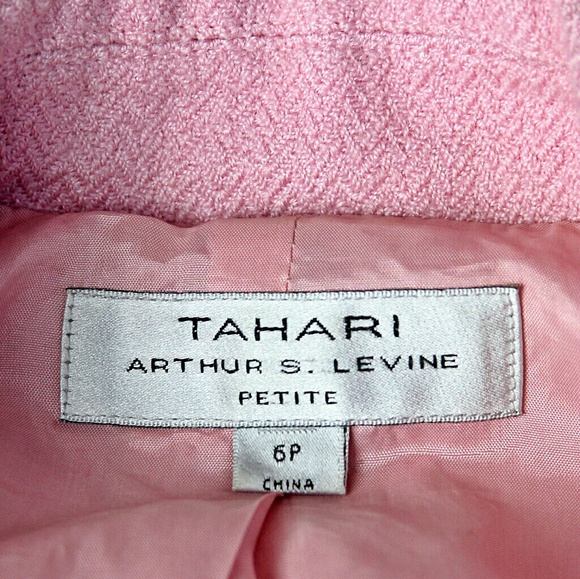 TAHARI
ARTHUR S. LEVINE
PETITE
6P
CHINA